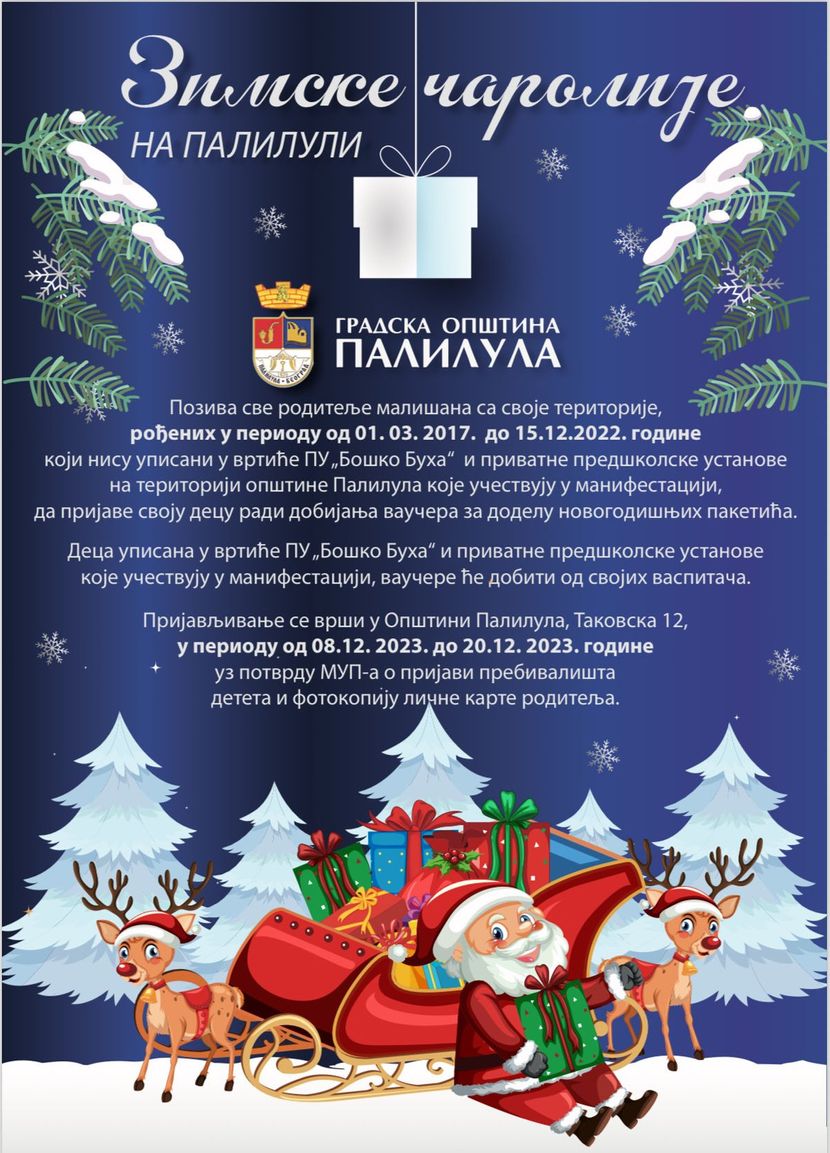 Зимске чаролије
НА ПАЛИЛУЛИ
ГРАДСКА ОПШТИНА
ПАЛИЛУЛА
ПАЛИЛУЛА • БЕОГРАД
Позива све родитеље малишана са своје територије,
рођених у периоду од 01. 03. 2017. до 15.12.2022. године
који нису уписани у вртиће ПУ „Бошко Буха“ и приватне предшколске установе
на територији општине Палилула које учествују у манифестацији,
да пријаве своју децу ради добијања ваучера за доделу новогодишњих пакетића.
Деца уписана у вртиће ПУ „Бошко Буха“ и приватне предшколске установе
које учествују у манифестацији, ваучере ће добити од својих васпитача.
Пријављивање се врши у Општини Палилула, Таковска 12,
у периоду од 08.12. 2023. до 20.12. 2023. године
уз потврду МУП-а о пријави пребивалишта
детета и фотокопију личне карте родитеља.